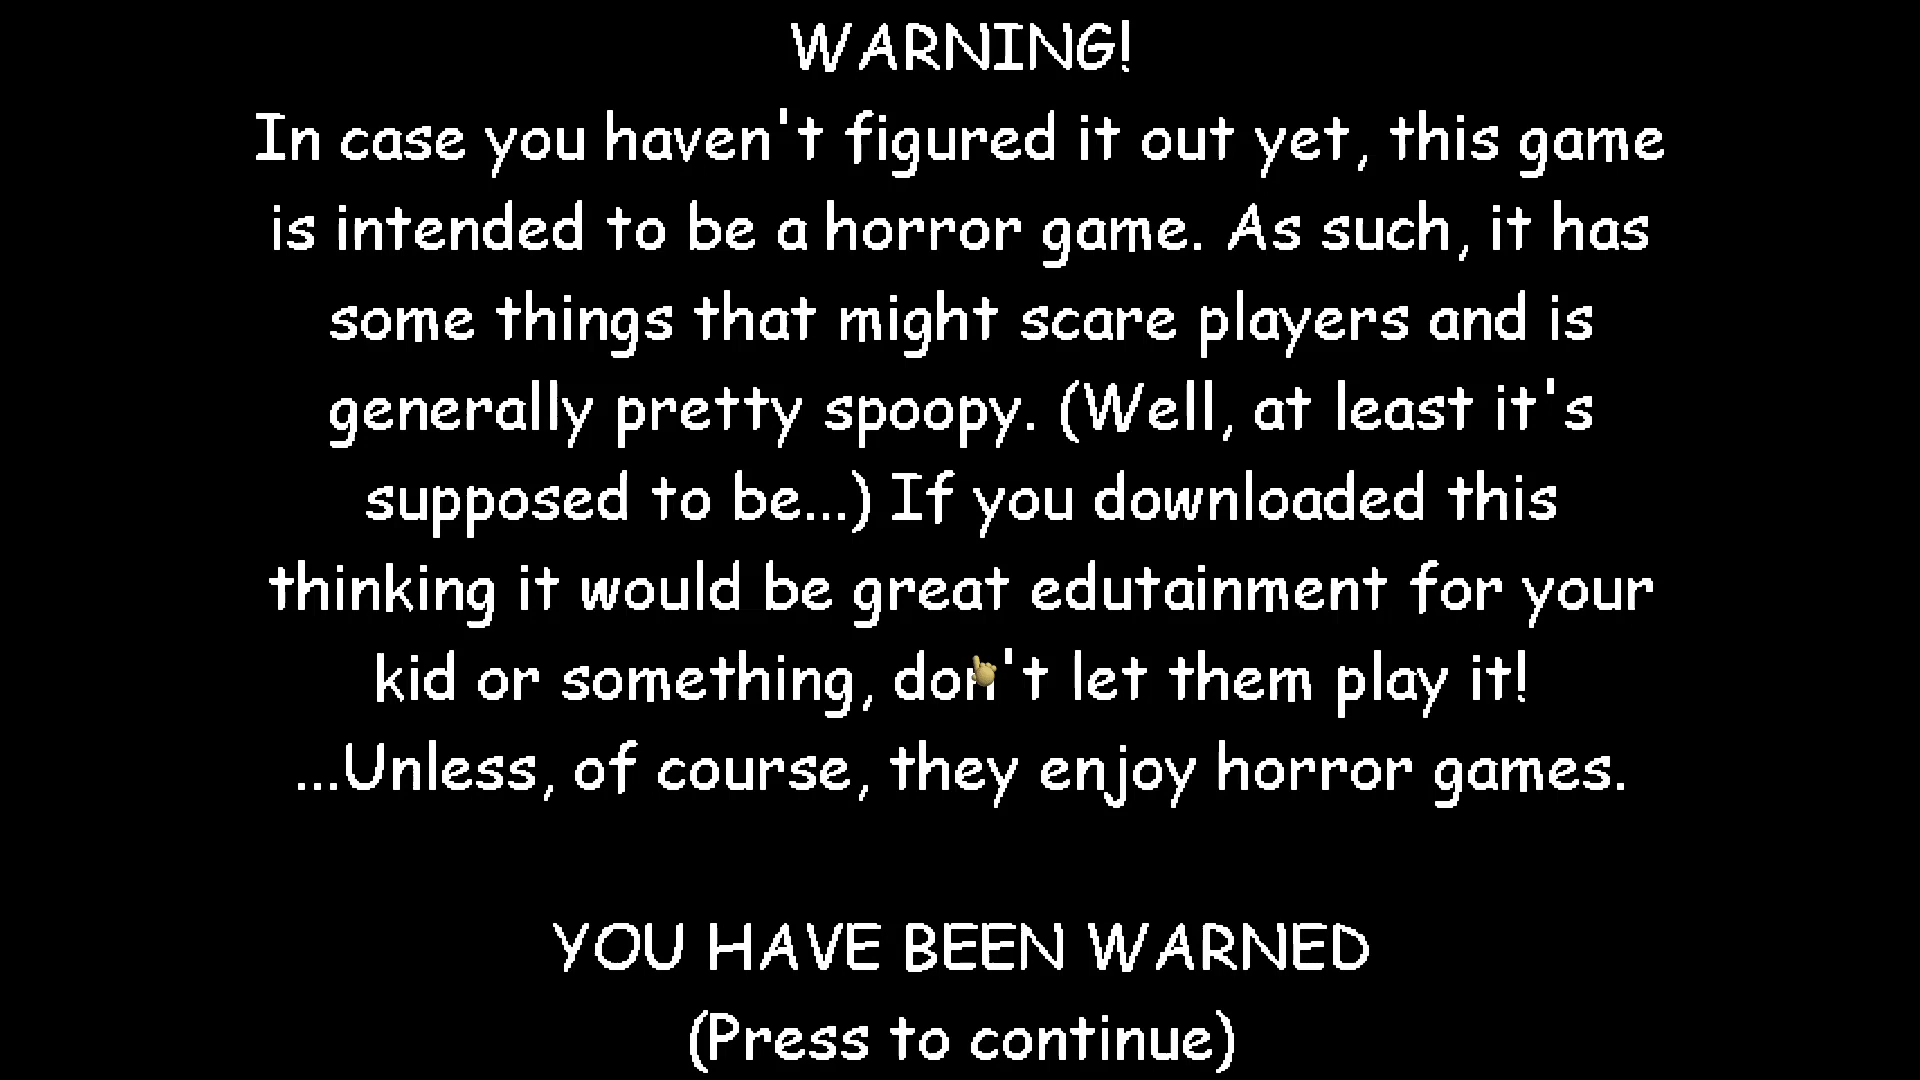 WARNING!
In case you haven't figured it out yet, this game
is intended to be a horror game. As such, it has
some things that might scare players and is
generally pretty spoopy. (Well, at least it's
supposed to be...) If you downloaded this
thinking it would be great edutainment for your
kid or something, don't let them play it!
...Unless, of course, they enjoy horror games.
YOU HAVE BEEN WARNED
(Press to continue)